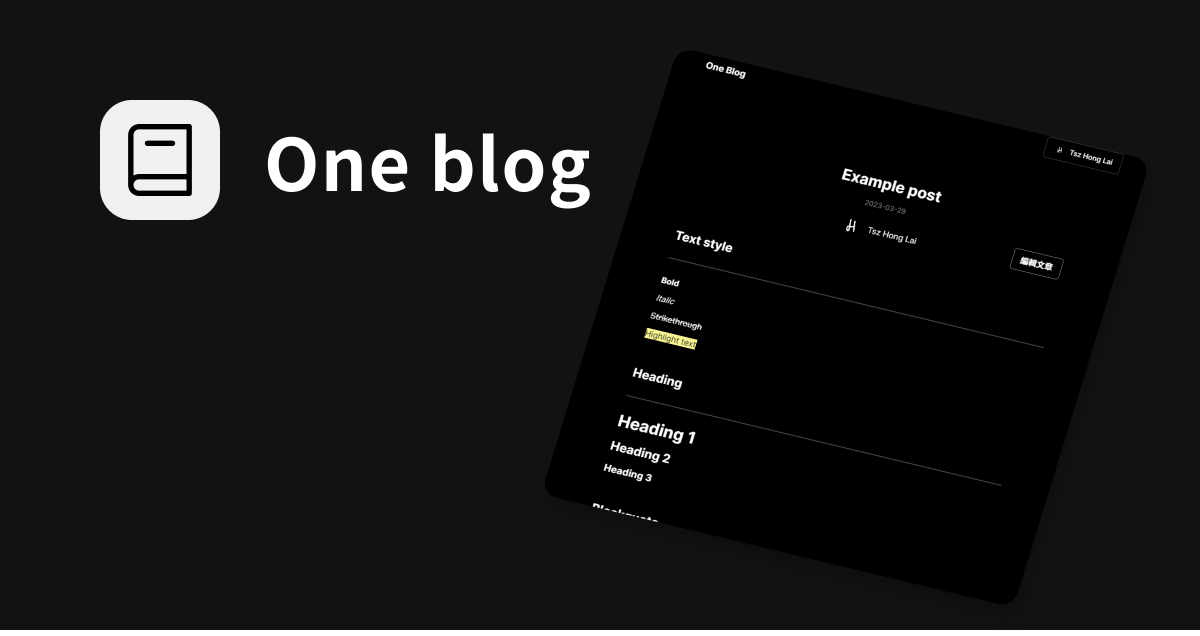 One blog
One Blog
Tsz Hong Lai
Example post
2023-03-29
Tsz Hong Lai
編輯文章
Text style
Bold
Italic
Strikethrough
Highlight text
Heading
Heading 1
Heading 2
Heading 3
Blockquote